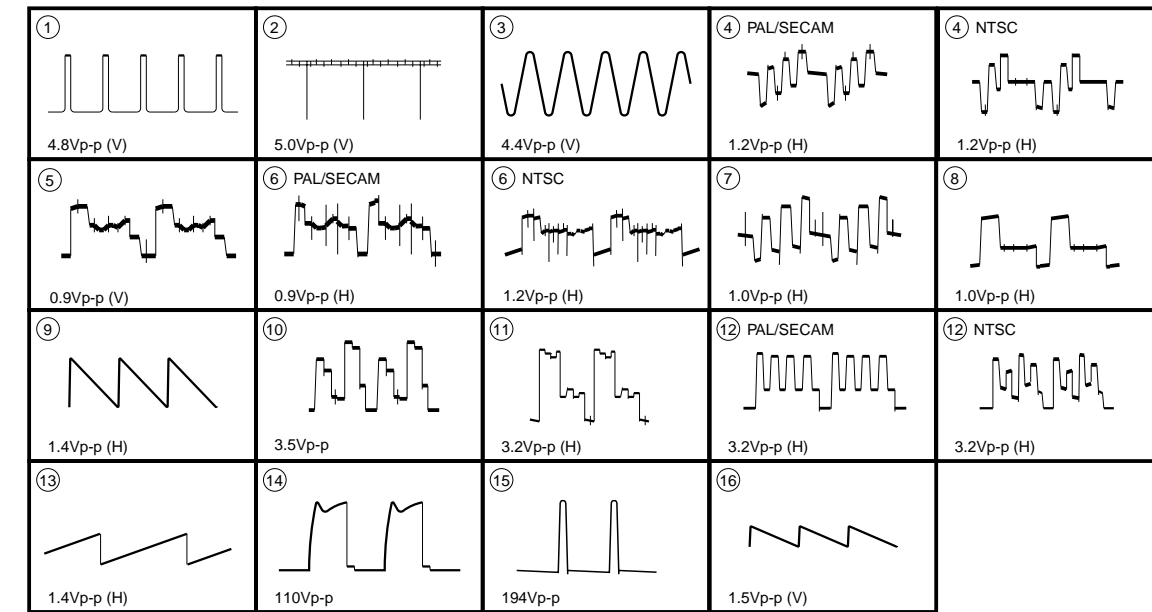 ① ② ③ ④ PAL/SECAM ④ NTSC
4.8Vp-p (V) 5.0Vp-p (V) 4.4Vp-p (V) 1.2Vp-p (H) 1.2Vp-p (H)
⑤ ⑥ PAL/SECAM ⑥ NTSC ⑦ ⑧
0.9Vp-p (V) 0.9Vp-p (H) 1.2Vp-p (H) 1.0Vp-p (H) 1.0Vp-p (H)
⑨ ⑩ ⑪ ⑫ PAL/SECAM ⑫ NTSC
1.4Vp-p (H) 3.5Vp-p 3.2Vp-p (H) 3.2Vp-p (H) 3.2Vp-p (H)
⑬ ⑭ ⑮ ⑯
1.4Vp-p (H) 110Vp-p 194Vp-p 1.5Vp-p (V)